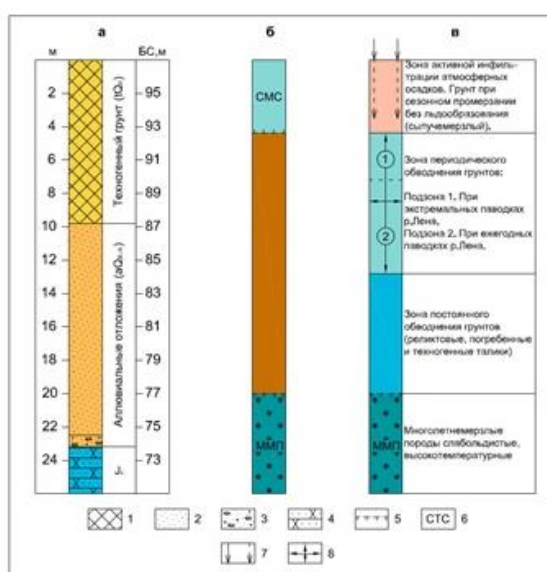 а
б
в
м
БС,м
2
4
6
8
10
12
14
16
18
20
22
24
95
93
91
89
87
85
83
81
79
77
75
73
Техногенный грунт (tQ
Аллювиальные отложения (aQ
СМС
ММП
ММП
1
2
Зона активной инфиль-
трации атмосферных
осадков. Грунт при
сезонном промерзании
без льдообразования
(сыпучемерзлый).
Зона периодического
обводнения грунтов:
Подзона 1. При
экстремальных паводках
р.Лена,
Подзона 2. При ежегодных
паводках р.Лена.
Зона постоянного
обводнения грунтов
(реликтовые, погребенные
и техногенные талики)
Многолетнемерзлые
породы слабольдистые,
высокотемпературные
1
2
3
4
5
СТС 6
7
8